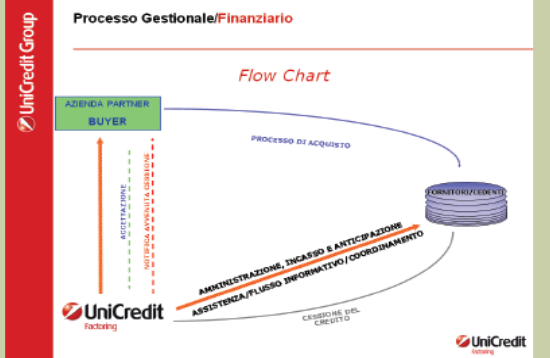 Processo Gestionale/Finanziario
UniCredit Group
Flow Chart
AZIENDA PARTNER
BUYER
PROCESSO DI ACQUISTO
FORNITORI/CEDENTI
ACCETTAZIONE
NOTIFICA AVVENUTA CESSIONE
AMMINISTRAZIONE, INCASSO E ANTICIPAZIONE
ASSISTENZA/FLUSSO INFORMATIVO/COORDINAMENTO
CESSIONE DEL
CREDITO
UniCredit
Factoring
UniCredit
Factoring